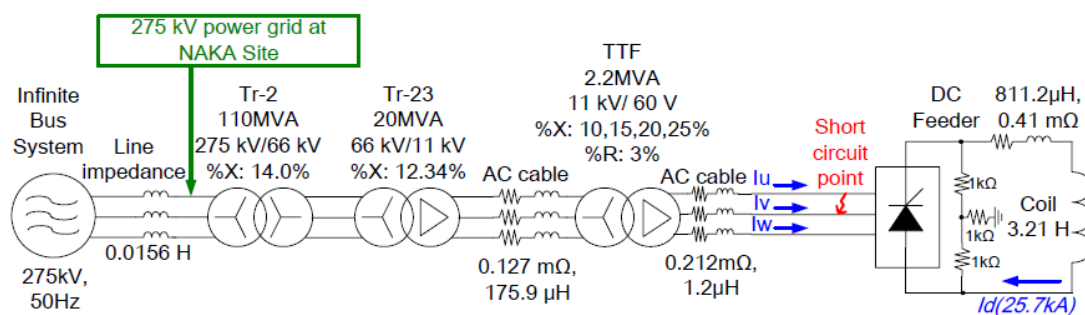 275 kV power grid at
NAKA Site
Infinite
Bus
System
Line
impedance
0.0156 H
275kV,
50Hz
Tr-2
110MVA
275 kV/66 kV
%X: 14.0%
Tr-23
20MVA
66 kV/11 kV
%X: 12.34%
AC cable
0.127 mΩ,
175.9 µH
TTF
2.2MVA
11 kV/ 60 V
%X: 10,15,20,25%
%R: 3%
AC cable
0.212mΩ,
1.2µH
Iu
Iv
Iw
Short
circuit
point
DC
Feeder
811.2µH,
0.41 mΩ
1kΩ
1kΩ
1kΩ
Coil
3.21 H
Id(25.7kA)